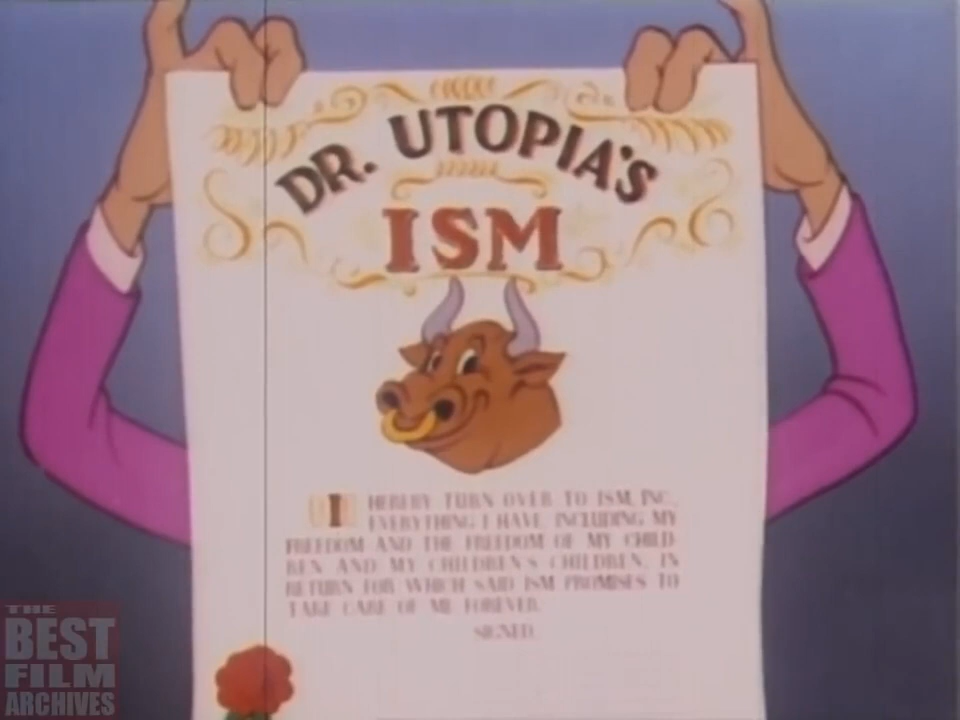 DR. UTOPIA'S
ISM
I HEREBY TURN OVER TO ISM, INC.,
EVERYTHING I HAVE, INCLUDING MY
FREEDOM AND THE FREEDOM OF MY CHILD-
REN AND MY CHILDREN'S CHILDREN, IN
RETURN FOR WHICH SAID ISM PROMISES TO
TAKE CARE OF ME FOREVER.
SIGNED,
THE
BEST
FILM
ARCHIVES